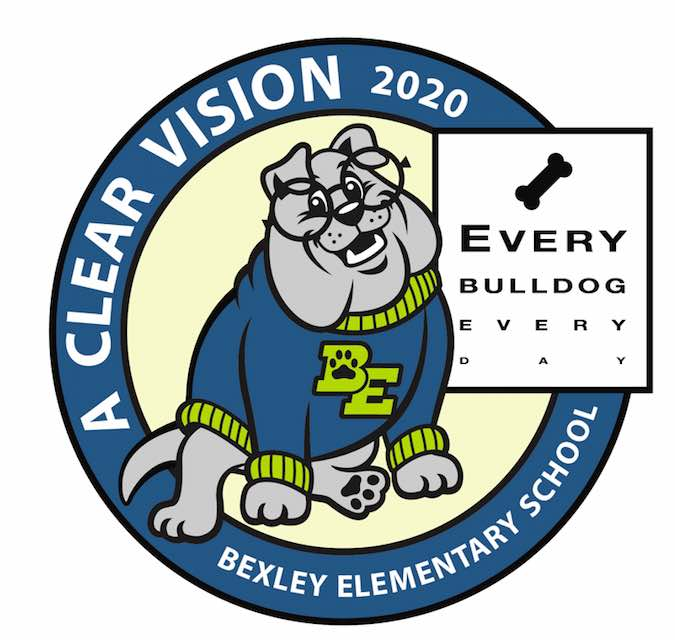 A CLEAR VISION 2020
EVERY
BULLDOG
EVERY
DAY
BE
BEXLEY ELEMENTARY SCHOOL